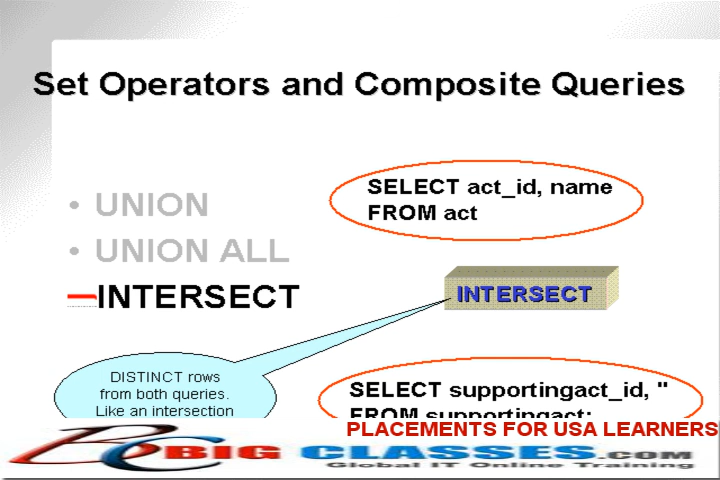 Set Operators and Composite Queries
• UNION
• UNION ALL
INTERSECT
SELECT act_id, name
FROM act
INTERSECT
DISTINCT rows
from both queries.
Like an intersection
SELECT supportingact_id, "
FROM supportingact;
PLACEMENTS FOR USA LEARNERS
BIG CLASSES.COM
Global IT Online Training